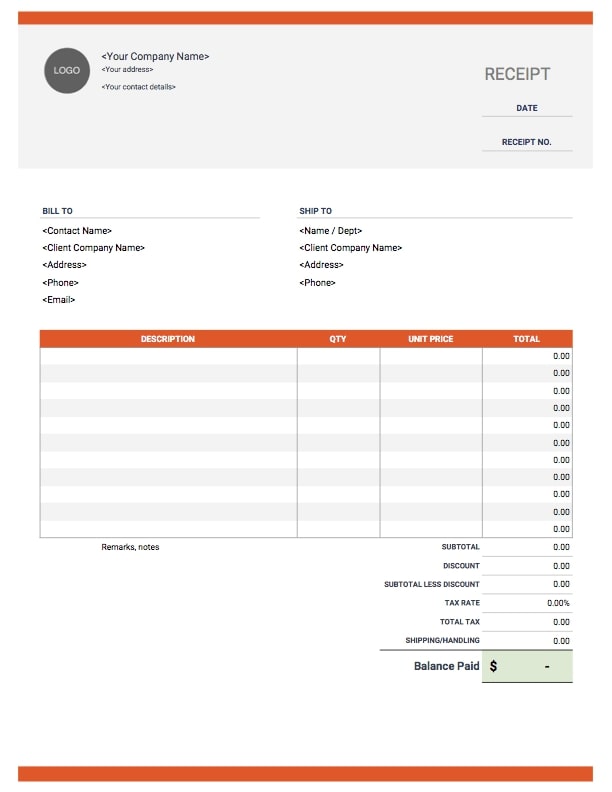 LOGO
<Your Company Name>
<Your address>
<Your contact details>
RECEIPT
DATE
RECEIPT NO.
BILL TO
<Contact Name>
<Client Company Name>
<Address>
<Phone>
<Email>
SHIP TO
<Name / Dept>
<Client Company Name>
<Address>
<Phone>
DESCRIPTION QTY UNIT PRICE TOTAL
0.00
0.00
0.00
0.00
0.00
0.00
0.00
0.00
0.00
0.00
0.00
Remarks, notes
SUBTOTAL 0.00
DISCOUNT 0.00
SUBTOTAL LESS DISCOUNT 0.00
TAX RATE 0.00%
TOTAL TAX 0.00
SHIPPING/HANDLING 0.00
Balance Paid $ -